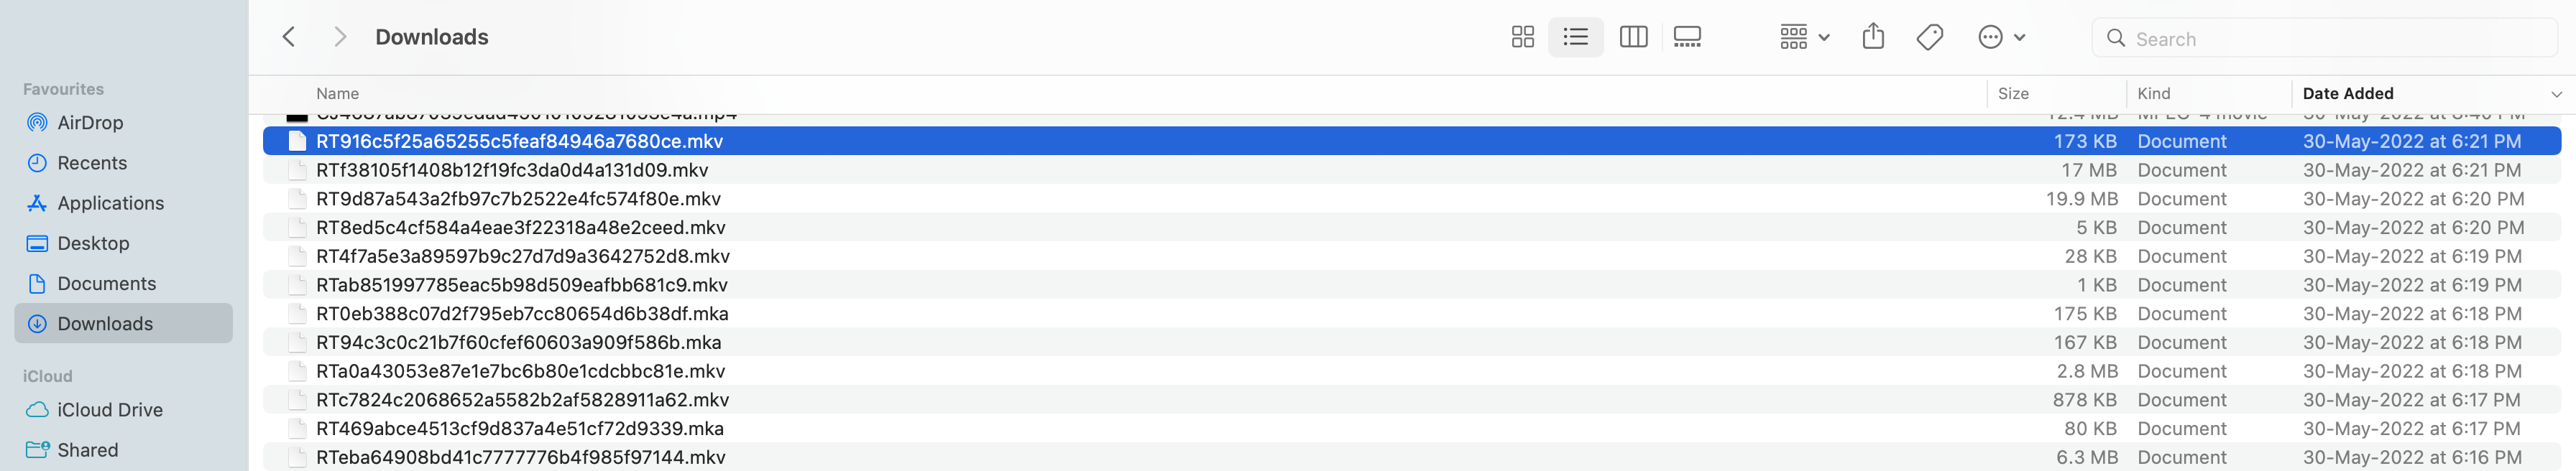 Downloads
Search
Favourites
AirDrop
Recents
Applications
Desktop
Documents
Downloads
iCloud
iCloud Drive
Shared
Name Size Kind Date Added
RT916c5f25a65255c5feaf84946a7680ce.mkv 173 KB Document 30-May-2022 at 6:21 PM
RTf38105f1408b12f19fc3da0d4a131d09.mkv 17 MB Document 30-May-2022 at 6:21 PM
RT9d87a543a2fb97c7b2522e4fc574f80e.mkv 19.9 MB Document 30-May-2022 at 6:20 PM
RT8ed5c4cf584a4eae3f22318a48e2ceed.mkv 5 KB Document 30-May-2022 at 6:20 PM
RT4f7a5e3a89597b9c27d7d9a3642752d8.mkv 28 KB Document 30-May-2022 at 6:19 PM
RTab851997785eac5b98d509eafbb681c9.mkv 1 KB Document 30-May-2022 at 6:19 PM
RT0eb388c07d2f795eb7cc80654d6b38df.mka 175 KB Document 30-May-2022 at 6:18 PM
RT94c3c0c21b7f60cfef60603a909f586b.mka 167 KB Document 30-May-2022 at 6:18 PM
RTa0a43053e87e1e7bc6b80e1cdcbbc81e.mkv 2.8 MB Document 30-May-2022 at 6:18 PM
RTc7824c2068652a5582b2af5828911a62.mkv 878 KB Document 30-May-2022 at 6:17 PM
RT469abce4513cf9d837a4e51cf72d9339.mka 80 KB Document 30-May-2022 at 6:17 PM
RTeba64908bd41c7777776b4f985f97144.mkv 6.3 MB Document 30-May-2022 at 6:16 PM